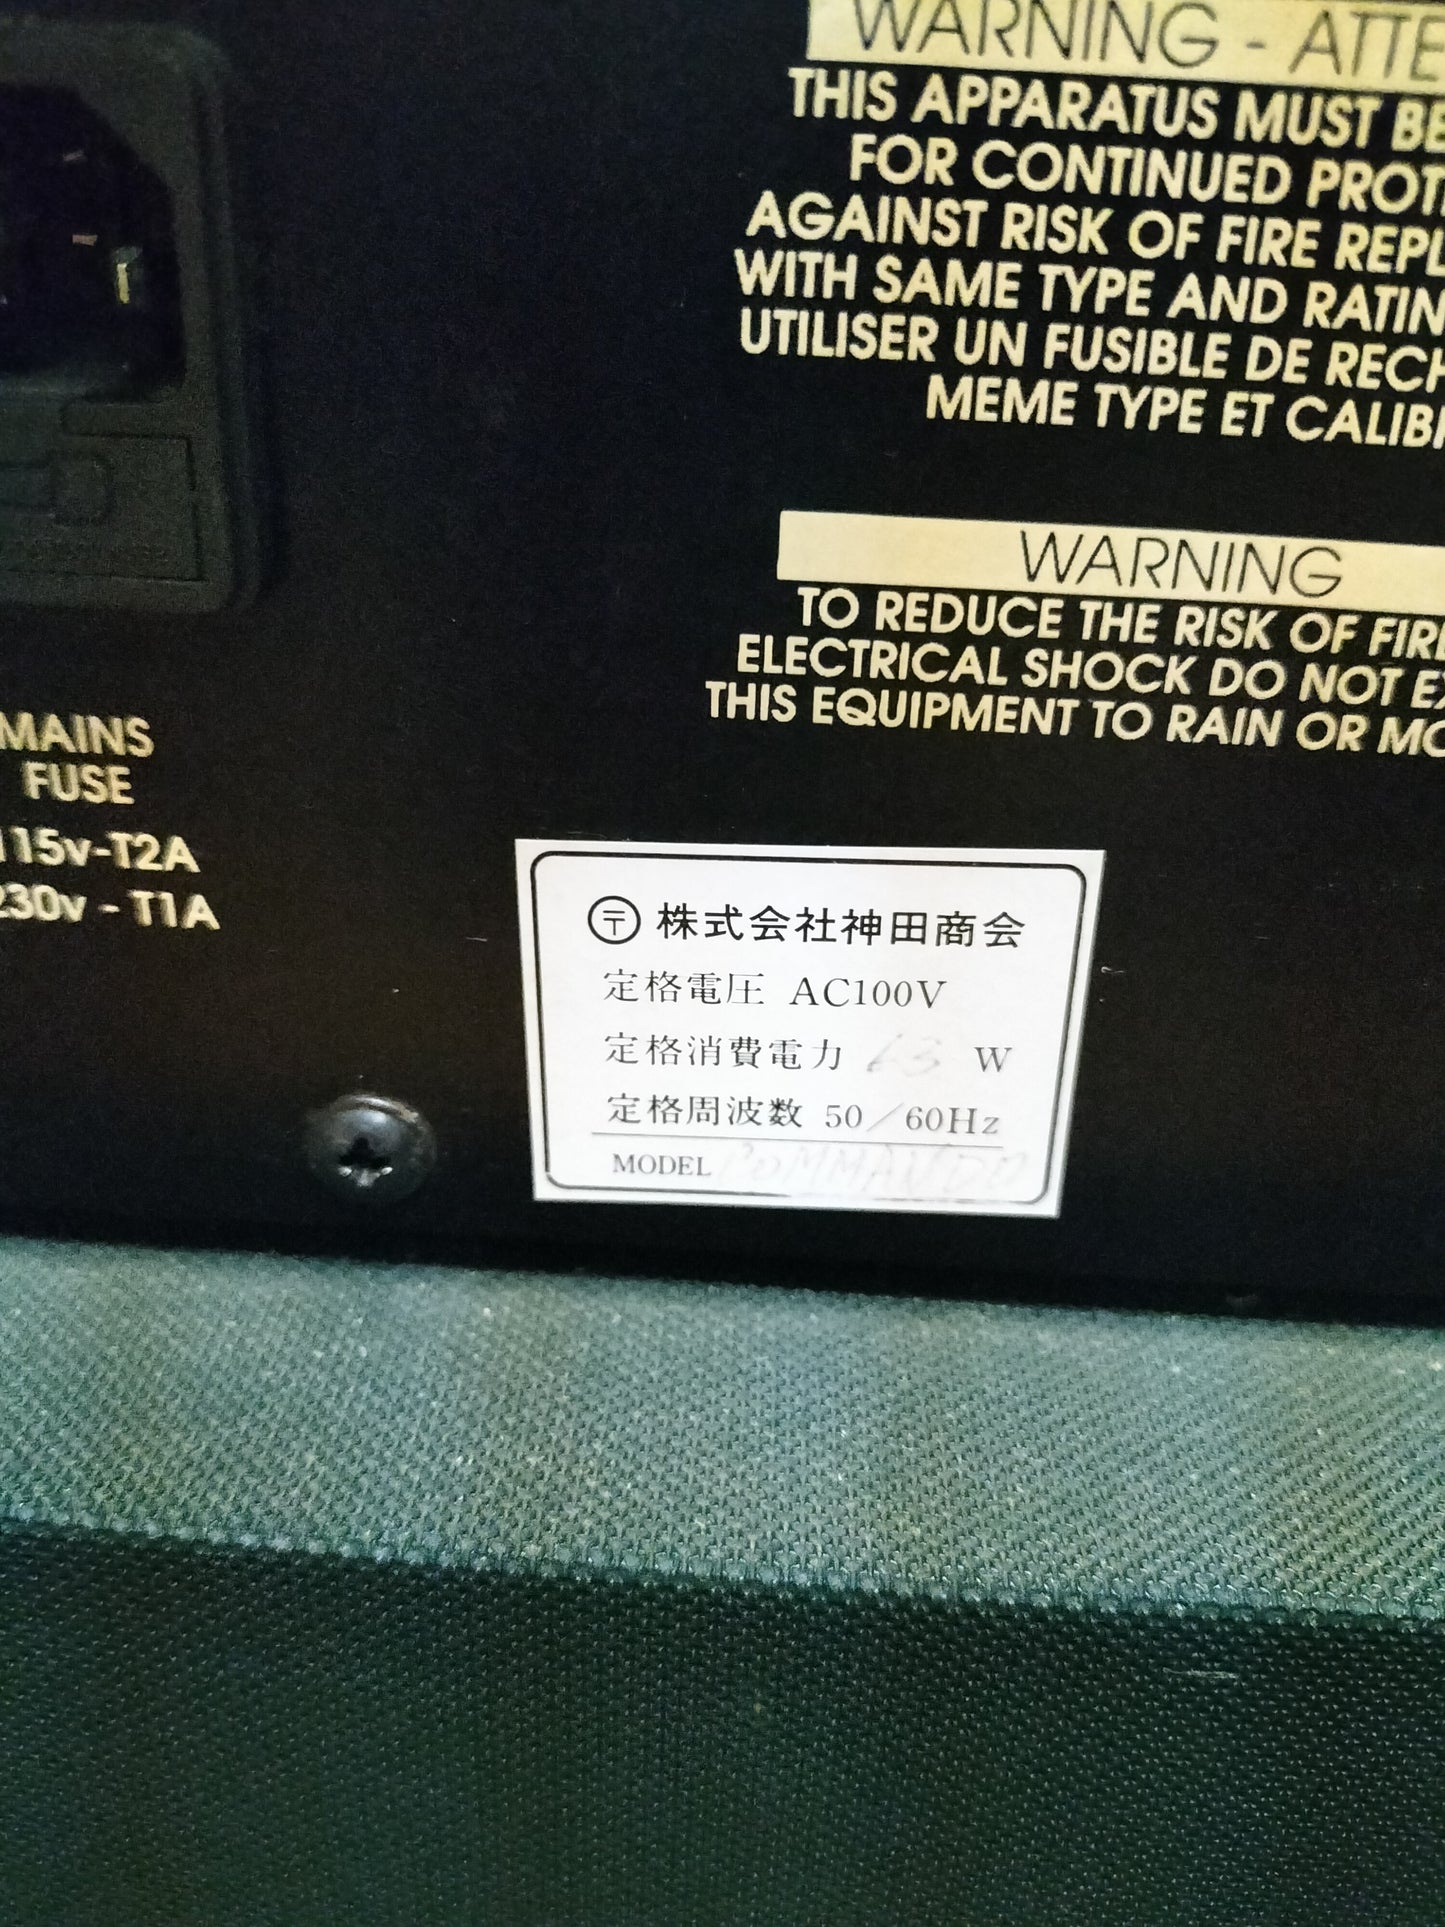 WARNING - ATTE
THIS APPARATUS MUST BE
FOR CONTINUED PROT
AGAINST RISK OF FIRE REPL
WITH SAME TYPE AND RATIN
UTILISER UN FUSIBLE DE RECH
MEME TYPE ET CALIB
WARNING
TO REDUCE THE RISK OF FIRE
ELECTRICAL SHOCK DO NOT EX
THIS EQUIPMENT TO RAIN OR MO
MAINS
FUSE
115v-T2A
230v - T1A
〶 株式会社神田商会
定格電圧 AC100V
定格消費電力 63 W
定格周波数 50/60Hz
MODEL COMMANDO